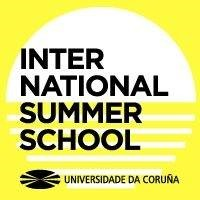 INTER
NATIONAL
SUMMER
SCHOOL
UNIVERSIDADE DA CORUÑA